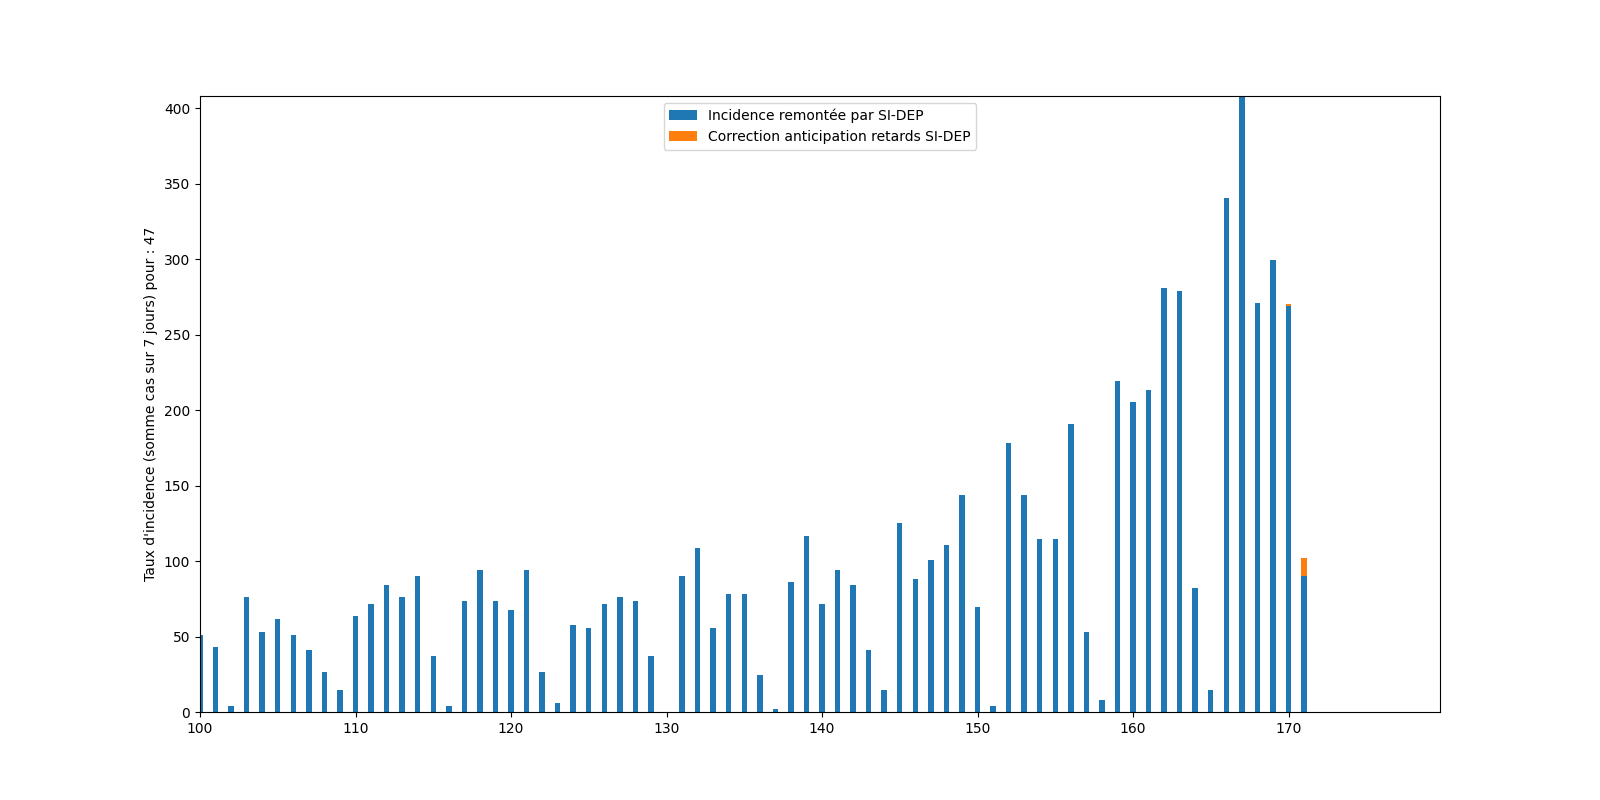 Incidence remontée par SI-DEP
Correction anticipation retards SI-DEP
Taux d'incidence (somme cas sur 7 jours) pour : 47
400
350
300
250
200
150
100
50
0
100 110 120 130 140 150 160 170